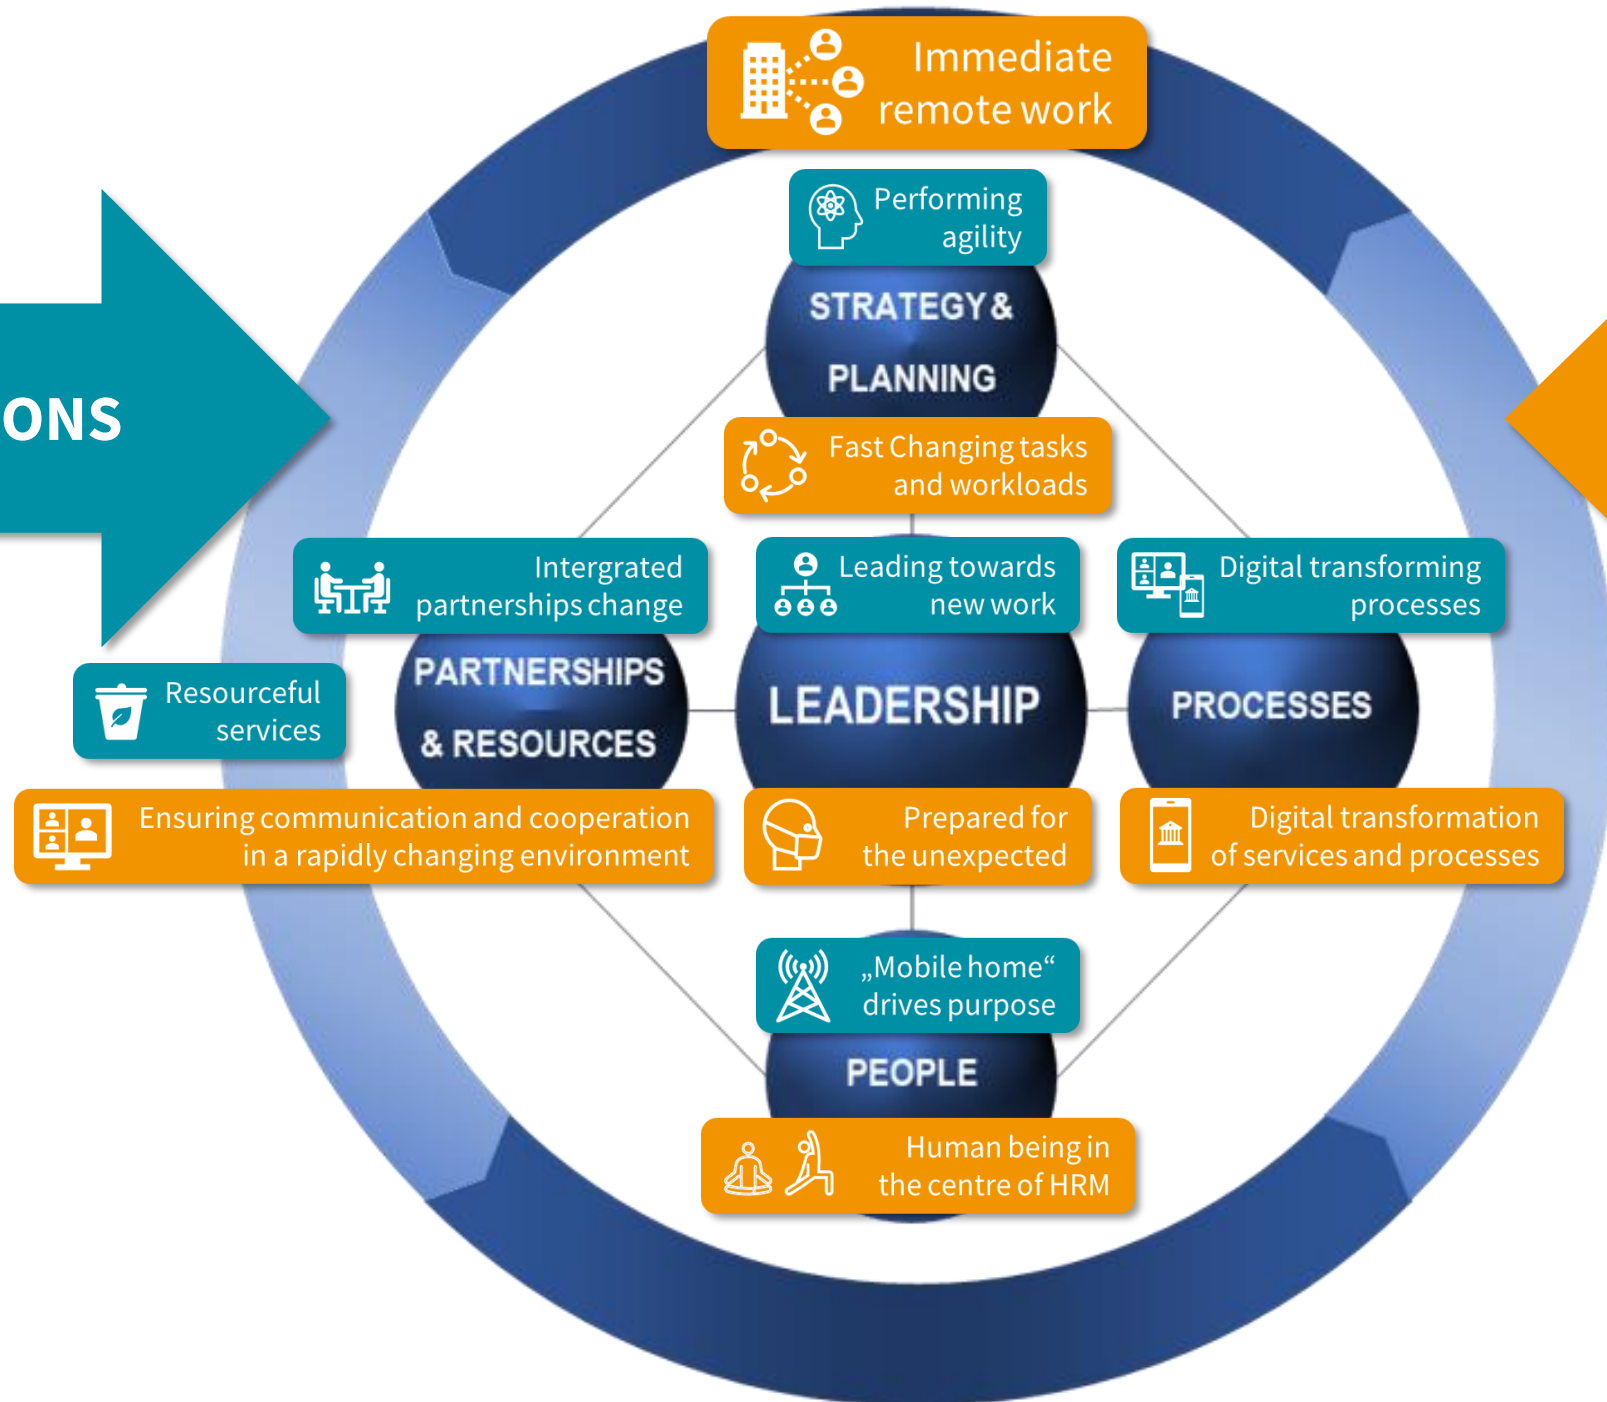 Immediate
remote work
Performing
agility
STRATEGY &
PLANNING
ONS
Fast Changing tasks
and workloads
Intergrated
partnerships change
Leading towards
new work
Digital transforming
processes
PARTNERSHIPS
& RESOURCES
LEADERSHIP
PROCESSES
Resourceful
services
Ensuring communication and cooperation
in a rapidly changing environment
Prepared for
the unexpected
Digital transformation
of services and processes
„Mobile home“
drives purpose
PEOPLE
Human being in
the centre of HRM